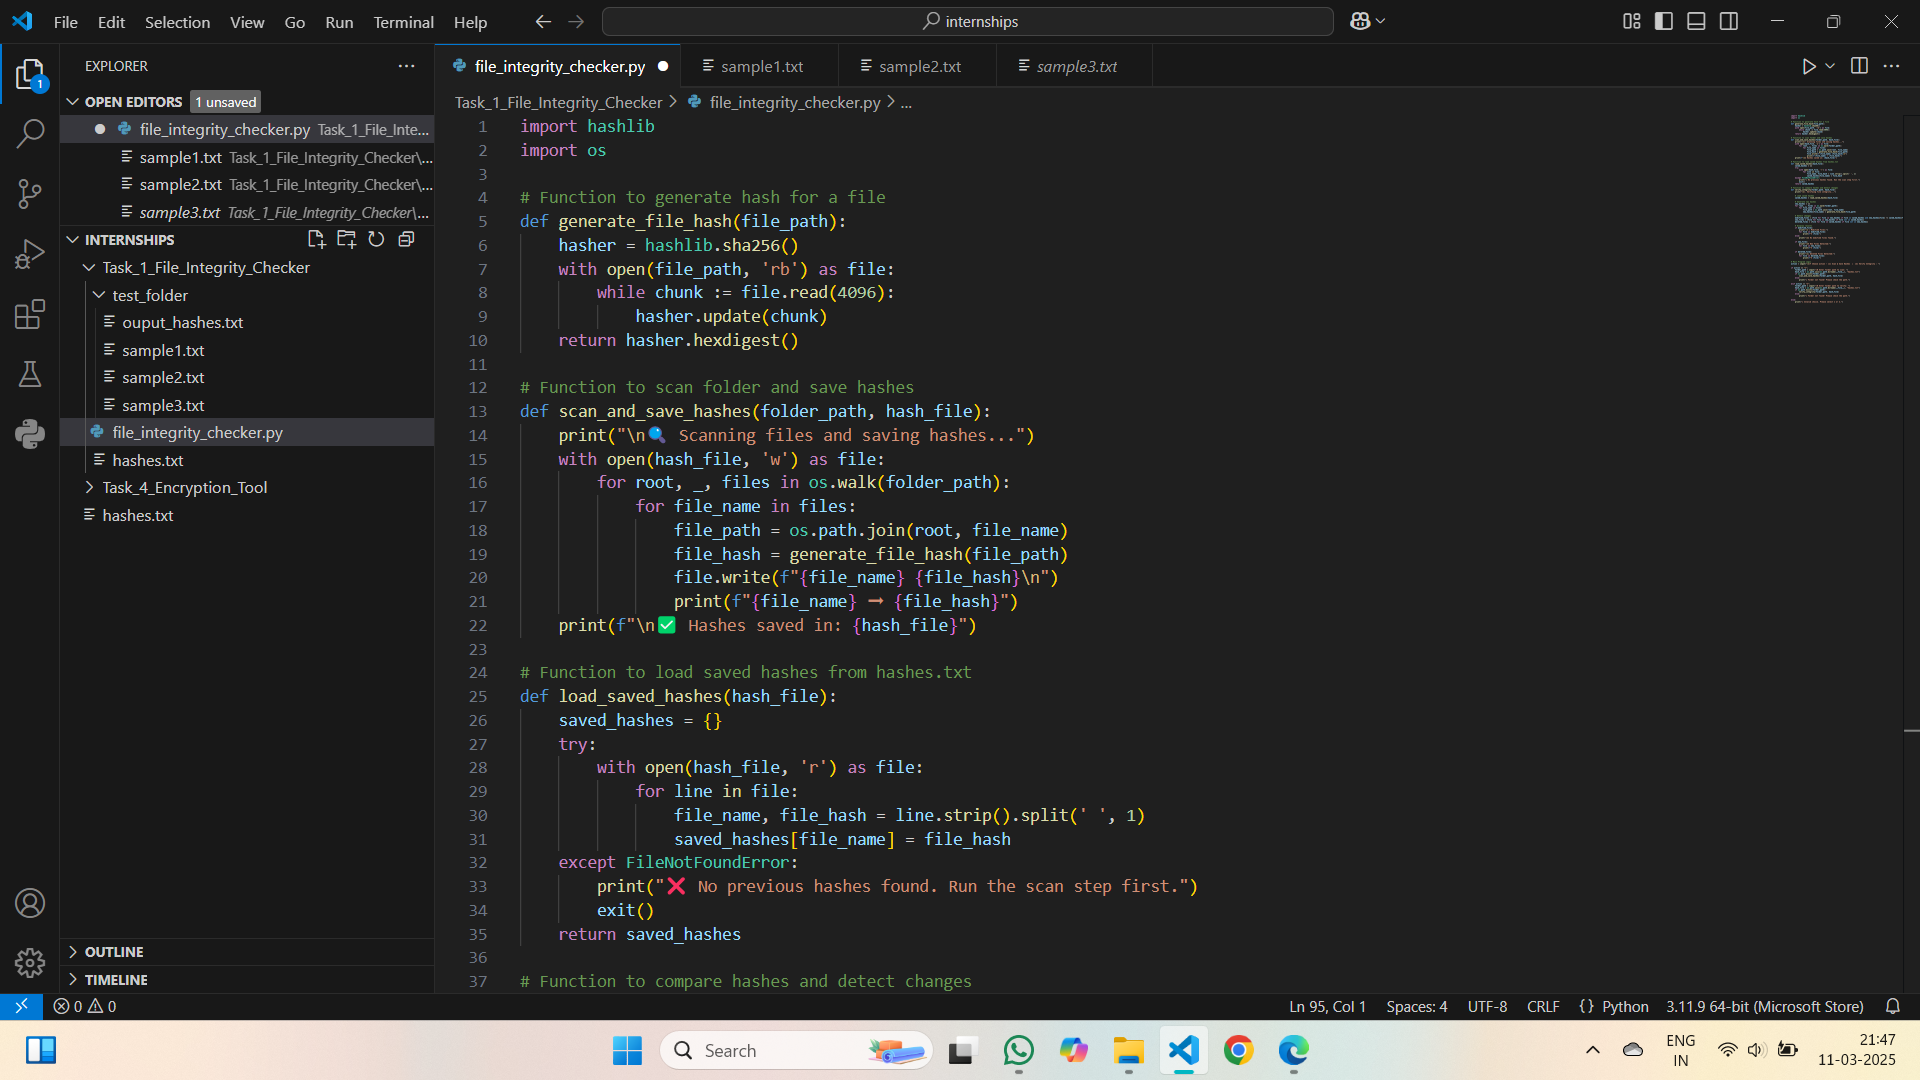 File Edit Selection View Go Run Terminal Help
internships
EXPLORER
OPEN EDITORS 1 unsaved
file_integrity_checker.py Task_1_File_Inte...
sample1.txt Task_1_File_Integrity_Checker\...
sample2.txt Task_1_File_Integrity_Checker\...
sample3.txt Task_1_File_Integrity_Checker\...
INTERNSHIPS
Task_1_File_Integrity_Checker
test_folder
ouput_hashes.txt
sample1.txt
sample2.txt
sample3.txt
file_integrity_checker.py
hashes.txt
Task_4_Encryption_Tool
hashes.txt
OUTLINE
TIMELINE
1
file_integrity_checker.py sample1.txt sample2.txt sample3.txt
Task_1_File_Integrity_Checker > file_integrity_checker.py > ...
1 import hashlib
2 import os
3
4 # Function to generate hash for a file
5 def generate_file_hash(file_path):
6     hasher = hashlib.sha256()
7     with open(file_path, 'rb') as file:
8         while chunk := file.read(4096):
9             hasher.update(chunk)
10     return hasher.hexdigest()
11
12 # Function to scan folder and save hashes
13 def scan_and_save_hashes(folder_path, hash_file):
14     print("\n🔍 Scanning files and saving hashes...")
15     with open(hash_file, 'w') as file:
16         for root, _, files in os.walk(folder_path):
17             for file_name in files:
18                 file_path = os.path.join(root, file_name)
19                 file_hash = generate_file_hash(file_path)
20                 file.write(f"{file_name} {file_hash}\n")
21                 print(f"{file_name} ➡ {file_hash}")
22     print(f"\n✅ Hashes saved in: {hash_file}")
23
24 # Function to load saved hashes from hashes.txt
25 def load_saved_hashes(hash_file):
26     saved_hashes = {}
27     try:
28         with open(hash_file, 'r') as file:
29             for line in file:
30                 file_name, file_hash = line.strip().split(' ', 1)
31                 saved_hashes[file_name] = file_hash
32     except FileNotFoundError:
33         print("❌ No previous hashes found. Run the scan step first.")
34         exit()
35     return saved_hashes
36
37 # Function to compare hashes and detect changes
0 0 Ln 95, Col 1 Spaces: 4 UTF-8 CRLF {} Python 3.11.9 64-bit (Microsoft Store)
Search
ENG
IN
21:47
11-03-2025